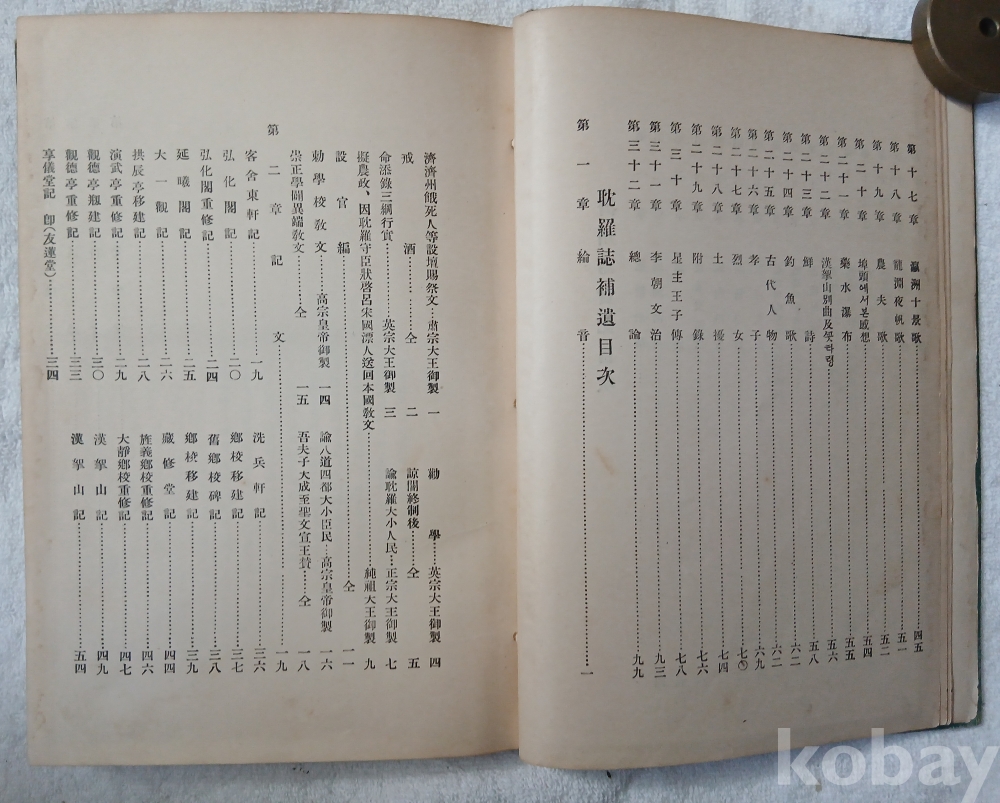 第十七章 瀛洲十景歌 四五
第十八章 龍淵夜帆歌 五一
第十九章 農夫歌 五二
第二十章 埠頭에서본感想 五四
第二十一章 藥水瀑布 五五
第二十二章 漢拏山別曲及 五六
第二十三章 鮮詩 五八
第二十四章 釣魚歌 六二
第二十五章 古代人物 六二
第二十六章 孝子 六九
第二十七章 烈女 七〇
第二十八章 土擾 七四
第二十九章 附錄 七六
第三十章 星主王子傳 七八
第三十一章 李朝文治 九三
第三十二章 總論 九九
耽羅誌補遺目次
第一章 綸音 一
濟濟州餓死人等設壇賜祭文 肅宗大王御製 一 勸學 英宗大王御製 四
戒酒 仝 二 諒闇終制後 仝 五
命添錄三綱行實 英宗大王御製 三 諭耽羅大小人民 正宗大王御製 七
擬農政、因耽羅守臣狀啓呂宋國漂人送回本國敎文 純祖大王御製 九
設官編 仝 一一
勅學校敎文 高宗皇帝御製 一四 諭八道四都大小臣民 高宗皇帝御製 一六
崇正學闢異端敎文 仝 一五 吾夫子大成至聖文宣王贊 仝 一八
第二章 記文 一九
客舍東軒記 一九 洗兵軒記 三六
弘化閣記 二〇 鄕校移建記 三七
弘化閣重修記 二四 舊鄕校碑記 三八
延曦閣記 二五 鄕校移建記 三九
大一觀記 二六 藏修堂記 四四
拱辰亭移建記 二八 旌義鄕校重修記 四六
演武亭重修記 二九 大靜鄕校重修記 四七
觀德亭剏建記 三〇 漢拏山記 四九
觀德亭重修記 三三 漢拏山記 五四
享儀堂記 卽(友蓮堂) 三四
kobay